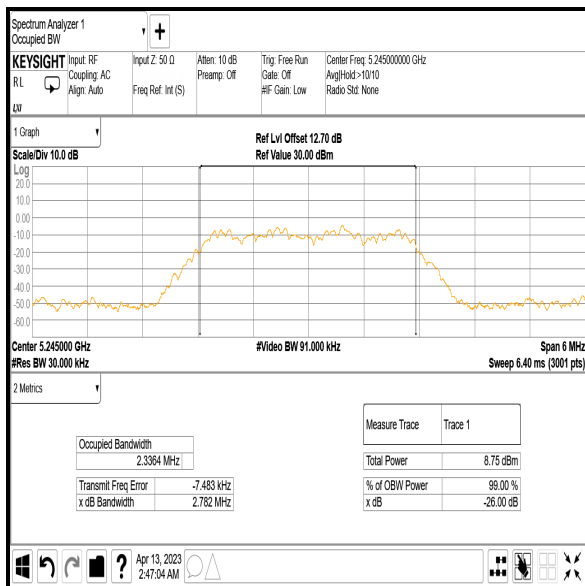 Spectrum Analyzer 1
Occupied BW
KEYSIGHT
R L
LXI
Input: RF
Coupling: AC
Align: Auto
Input Z: 50 Ω
Freq Ref: Int (S)
Atten: 10 dB
Preamp: Off
Trig: Free Run
Gate: Off
#IF Gain: Low
Center Freq: 5.245000000 GHz
Avg|Hold:>10/10
Radio Std: None
1 Graph
Scale/Div 10.0 dB
Ref Lvl Offset 12.70 dB
Ref Value 30.00 dBm
Log
20.0
10.0
0.00
-10.0
-20.0
-30.0
-40.0
-50.0
-60.0
Center 5.245000 GHz
#Res BW 30.000 kHz
#Video BW 91.000 kHz
Span 6 MHz
Sweep 6.40 ms (3001 pts)
2 Metrics
Occupied Bandwidth
2.3364 MHz
Transmit Freq Error -7.483 kHz
x dB Bandwidth 2.782 MHz
Measure Trace Trace 1
Total Power 8.75 dBm
% of OBW Power 99.00 %
x dB -26.00 dB
?
Apr 13, 2023
2:47:04 AM